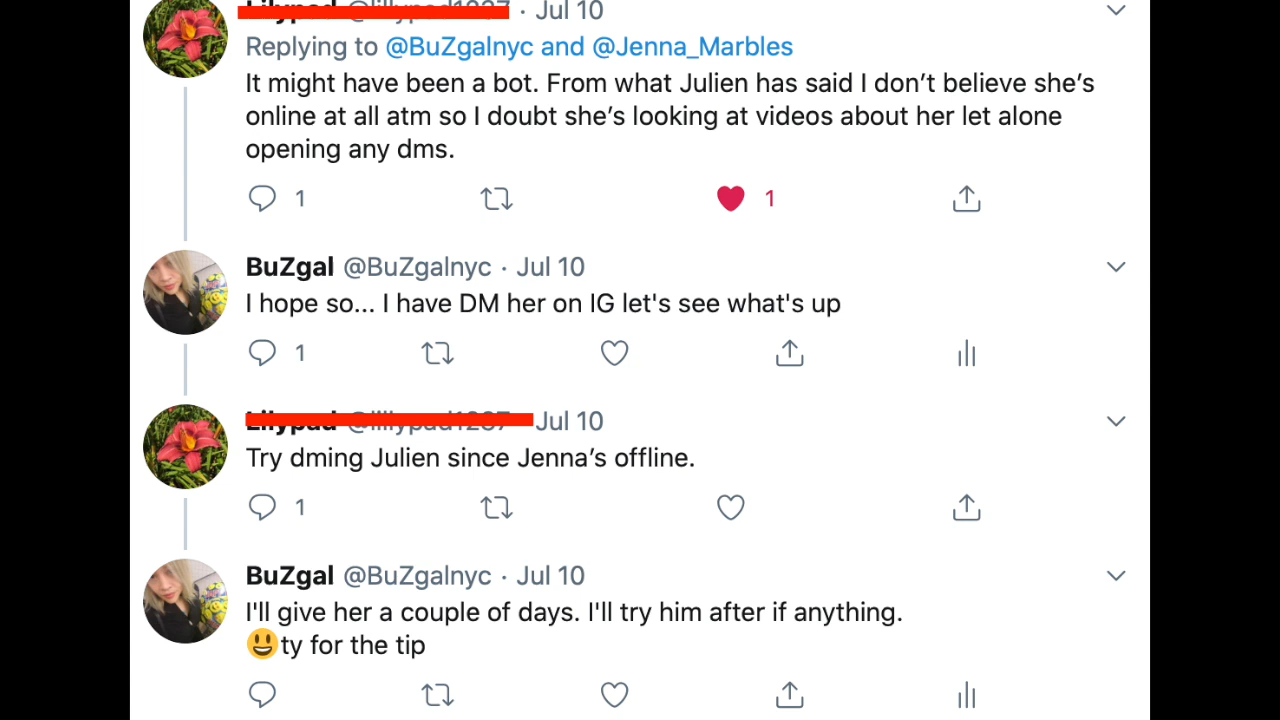 · Jul 10
Replying to @BuZgalnyc and @Jenna_Marbles
It might have been a bot. From what Julien has said I don’t believe she’s
online at all atm so I doubt she’s looking at videos about her let alone
opening any dms.
1
1
BuZgal @BuZgalnyc · Jul 10
I hope so... I have DM her on IG let's see what's up
1
Jul 10
Try dming Julien since Jenna’s offline.
1
BuZgal @BuZgalnyc · Jul 10
I'll give her a couple of days. I'll try him after if anything.
😃ty for the tip